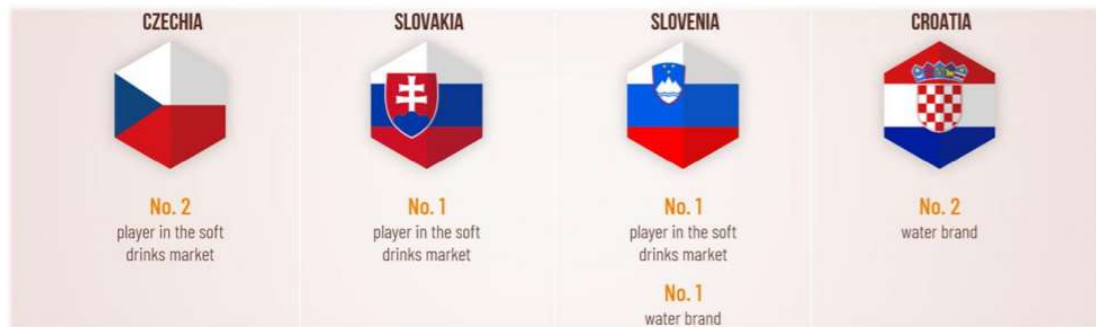 CZECHIA
No. 2
player in the soft
drinks market
SLOVAKIA
No. 1
player in the soft
drinks market
SLOVENIA
No. 1
player in the soft
drinks market
No. 1
water brand
CROATIA
No. 2
water brand